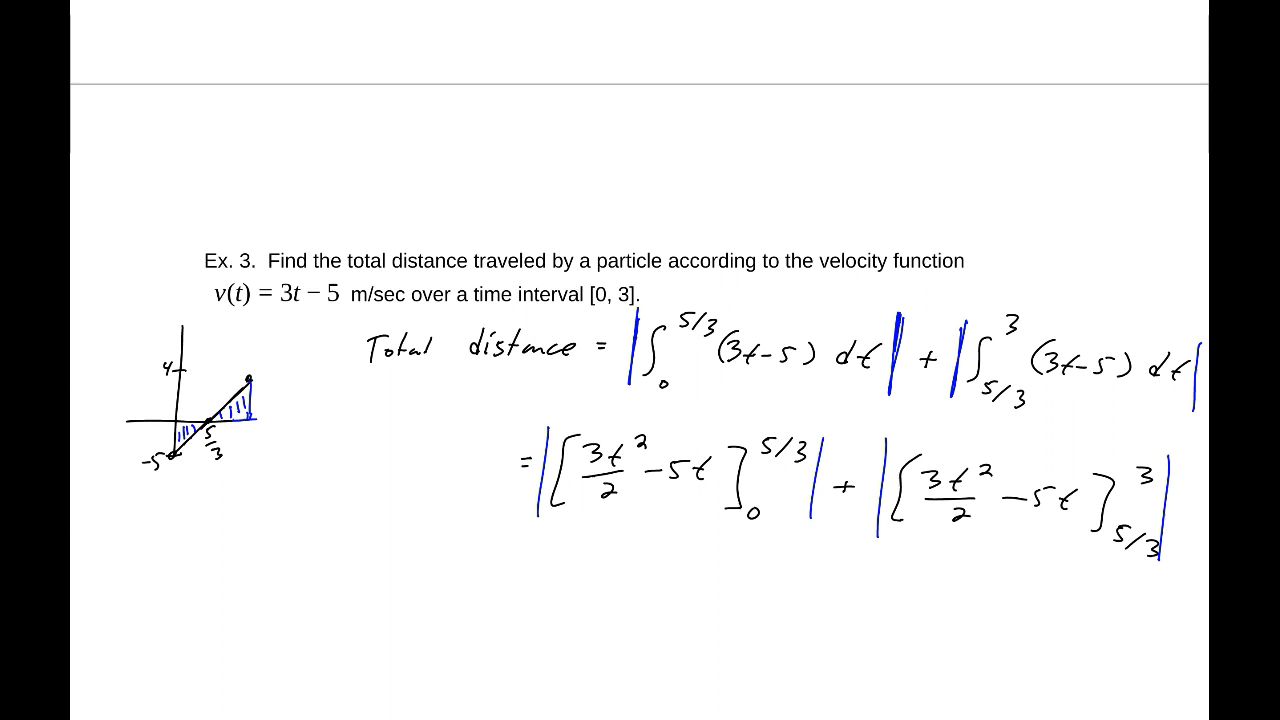 Ex. 3. Find the total distance traveled by a particle according to the velocity function
v(t) = 3t − 5 m/sec over a time interval [0, 3].
Total distance = |∫₀^{5/3} (3t-5) dt| + |∫_{5/3}^{3} (3t-5) dt|
4
-5
5/3
= |[3t²/2 - 5t]₀^{5/3}| + |[3t²/2 - 5t]_{5/3}^{3}|